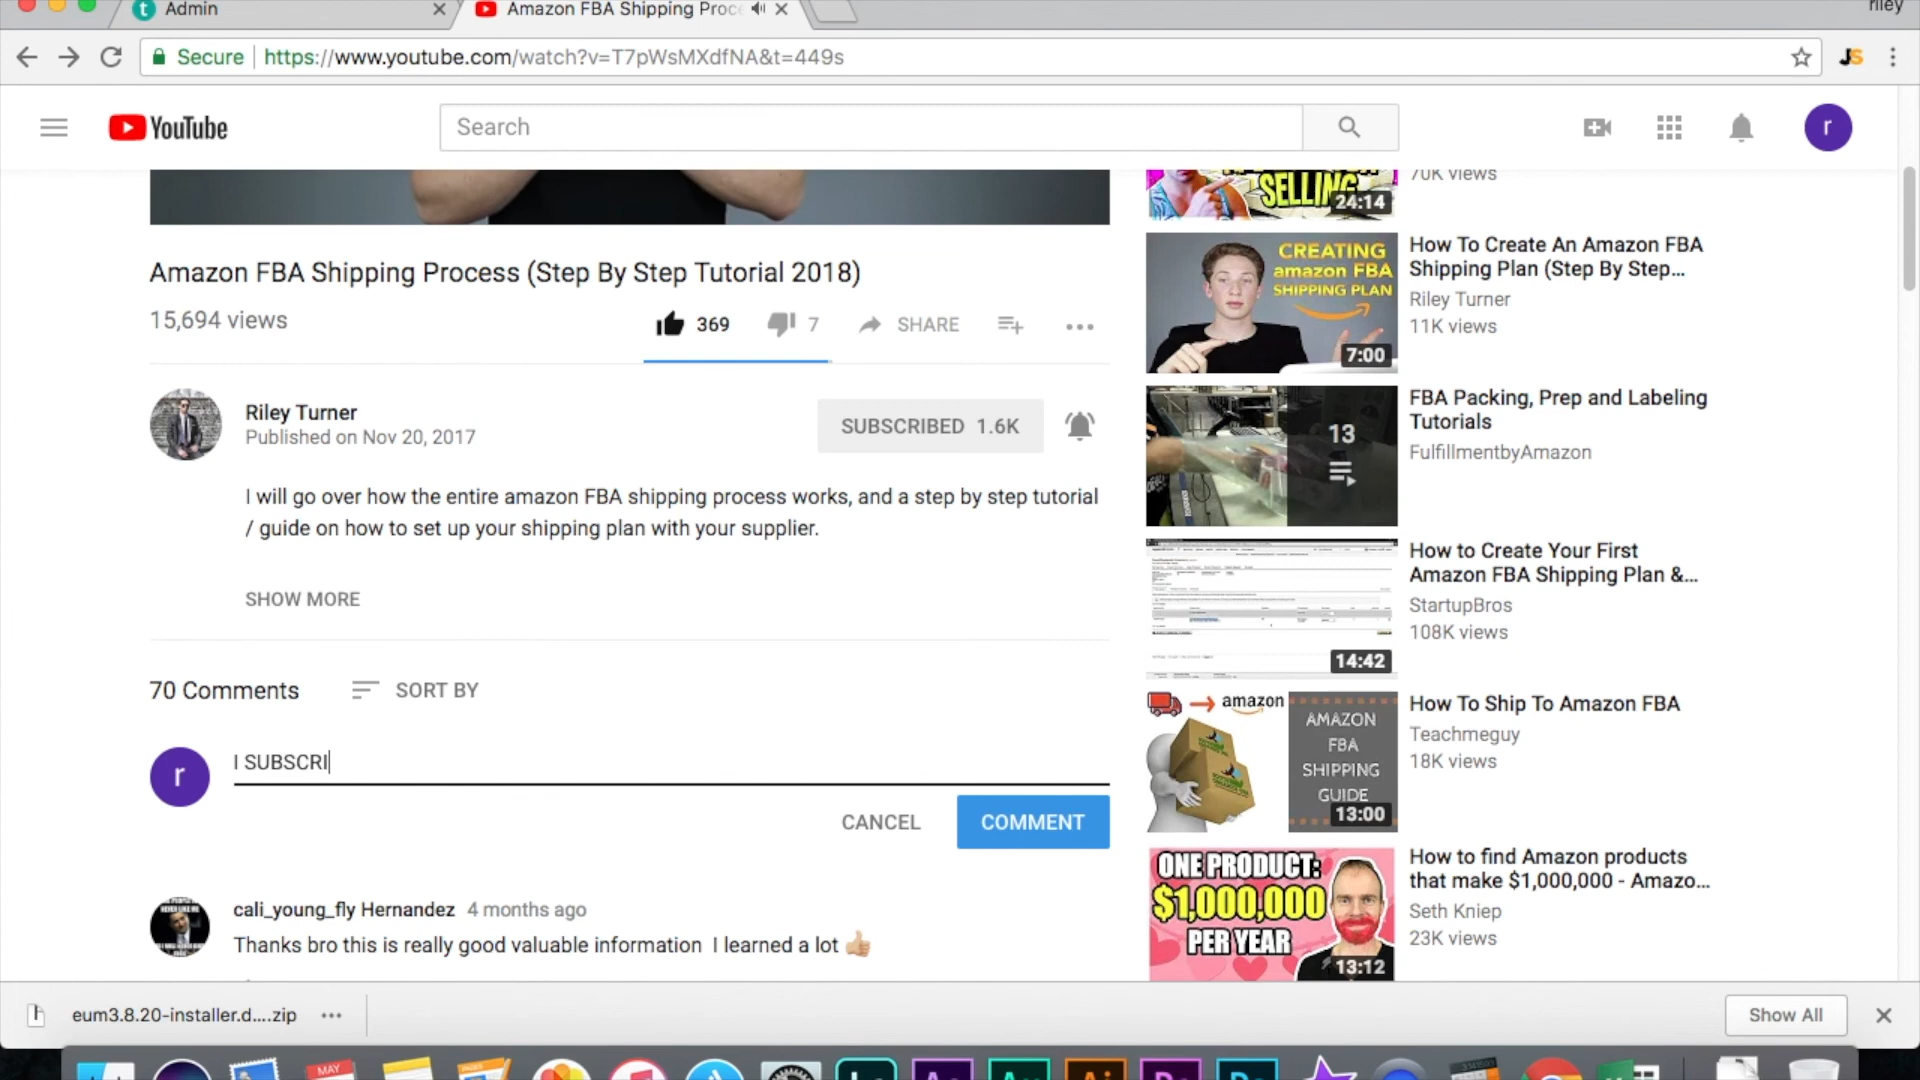 Admin
Amazon FBA Shipping Proc
riley
Secure
https://www.youtube.com/watch?v=T7pWsMXdfNA&t=449s
JS
YouTube
Search
r
Amazon FBA Shipping Process (Step By Step Tutorial 2018)
15,694 views
369
7
SHARE
Riley Turner
Published on Nov 20, 2017
SUBSCRIBED 1.6K
I will go over how the entire amazon FBA shipping process works, and a step by step tutorial
/ guide on how to set up your shipping plan with your supplier.
SHOW MORE
70 Comments
SORT BY
r
I SUBSCRI
CANCEL
COMMENT
cali_young_fly Hernandez 4 months ago
Thanks bro this is really good valuable information I learned a lot 👍🏼
SELLING
24:14
70K views
CREATING
amazon FBA
SHIPPING PLAN
7:00
How To Create An Amazon FBA
Shipping Plan (Step By Step...
Riley Turner
11K views
13
FBA Packing, Prep and Labeling
Tutorials
FulfillmentbyAmazon
14:42
How to Create Your First
Amazon FBA Shipping Plan &...
StartupBros
108K views
amazon
AMAZON
FBA
SHIPPING
GUIDE
13:00
How To Ship To Amazon FBA
Teachmeguy
18K views
ONE PRODUCT:
$1,000,000
PER YEAR
13:12
How to find Amazon products
that make $1,000,000 - Amazo...
Seth Kniep
23K views
eum3.8.20-installer.d....zip
Show All
MAY
PAGES